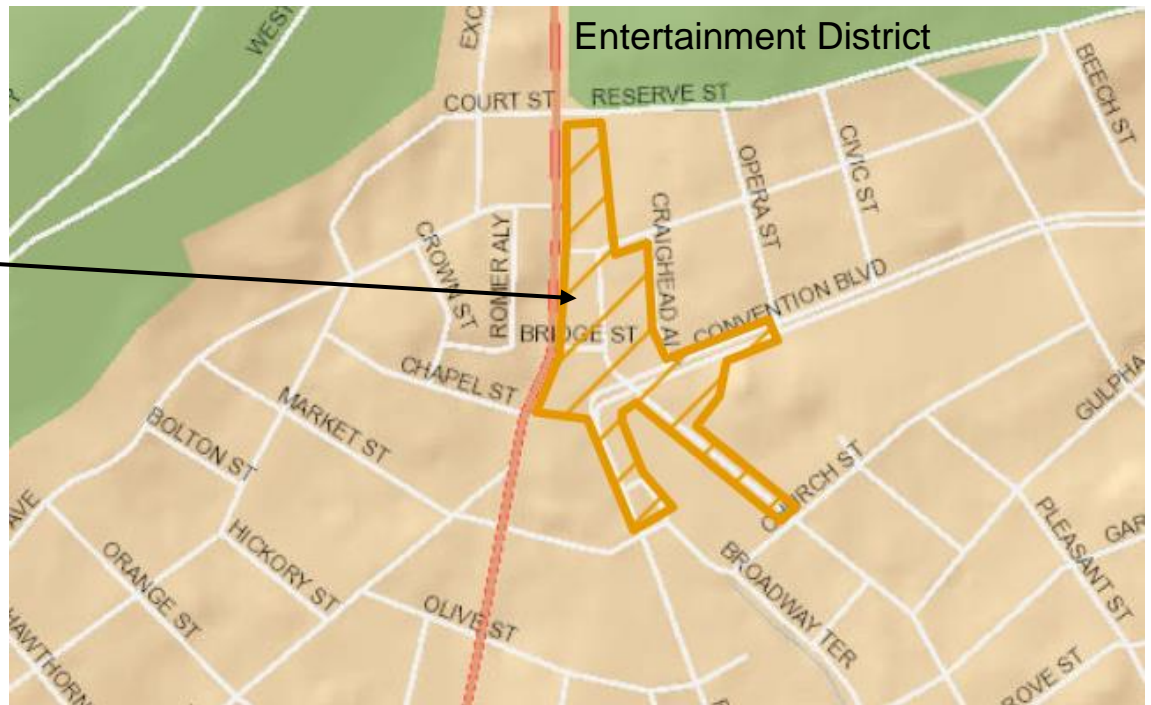 Entertainment District
WEST
EXC
COURT ST
RESERVE ST
BEECH ST
OPERA ST
CIVIC ST
CRAIGHEAD Al
CROWN ST
ROMER ALY
BRIDGE ST
CONVENTION BLVD
CHAPEL ST
MARKET ST
BOLTON ST
GULPHA
CHURCH ST
AVE
HICKORY ST
ORANGE ST
PLEASANT ST
GAR
BROADWAY TER
OLIVE ST
HAWTHORN
ROVE ST